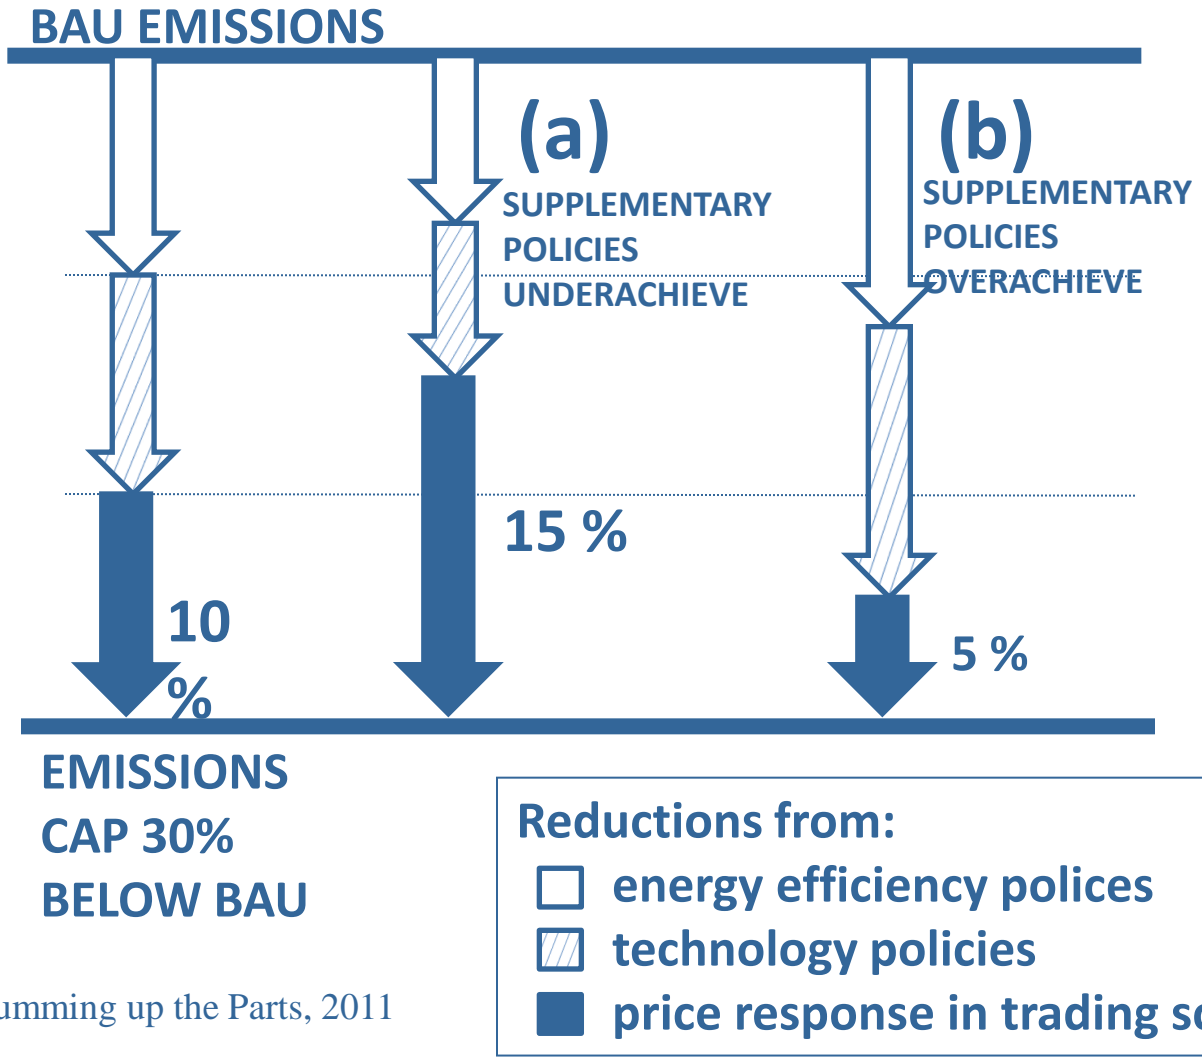 BAU EMISSIONS
(a)
SUPPLEMENTARY
POLICIES
UNDERACHIEVE
(b)
SUPPLEMENTARY
POLICIES
OVERACHIEVE
15 %
10
%
5 %
EMISSIONS
CAP 30%
BELOW BAU
Reductions from:
energy efficiency polices
technology policies
price response in trading
up the Parts, 2011